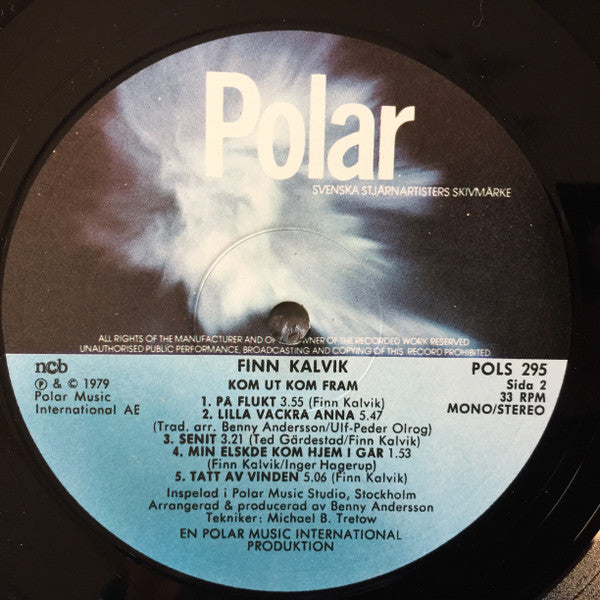 Polar
SVENSKA STJÄRNARTISTERS SKIVMÄRKE
ALL RIGHTS OF THE MANUFACTURER AND OF OWNER OF THE RECORDED WORK RESERVED
UNAUTHORISED PUBLIC PERFORMANCE, BROADCASTING AND COPYING OF THIS RECORD PROHIBITED
ncb
Ⓟ & © 1979
Polar Music
International AE
FINN KALVIK
KOM UT KOM FRAM
POLS 295
Sida 2
33 RPM
MONO/STEREO
1. PA FLUKT 3.55 (Finn Kalvik)
2. LILLA VACKRA ANNA 5.47
(Trad. arr. Benny Andersson/Ulf-Peder Olrog)
3. SENIT 3.21 (Ted Gärdestad/Finn Kalvik)
4. MIN ELSKDE KOM HJEM I GAR 1.53
(Finn Kalvik/Inger Hagerup)
5. TATT AV VINDEN 5.06 (Finn Kalvik)
Inspelad i Polar Music Studio, Stockholm
Arrangerad & producerad av Benny Andersson
Tekniker: Michael B. Tretow
EN POLAR MUSIC INTERNATIONAL
PRODUKTION